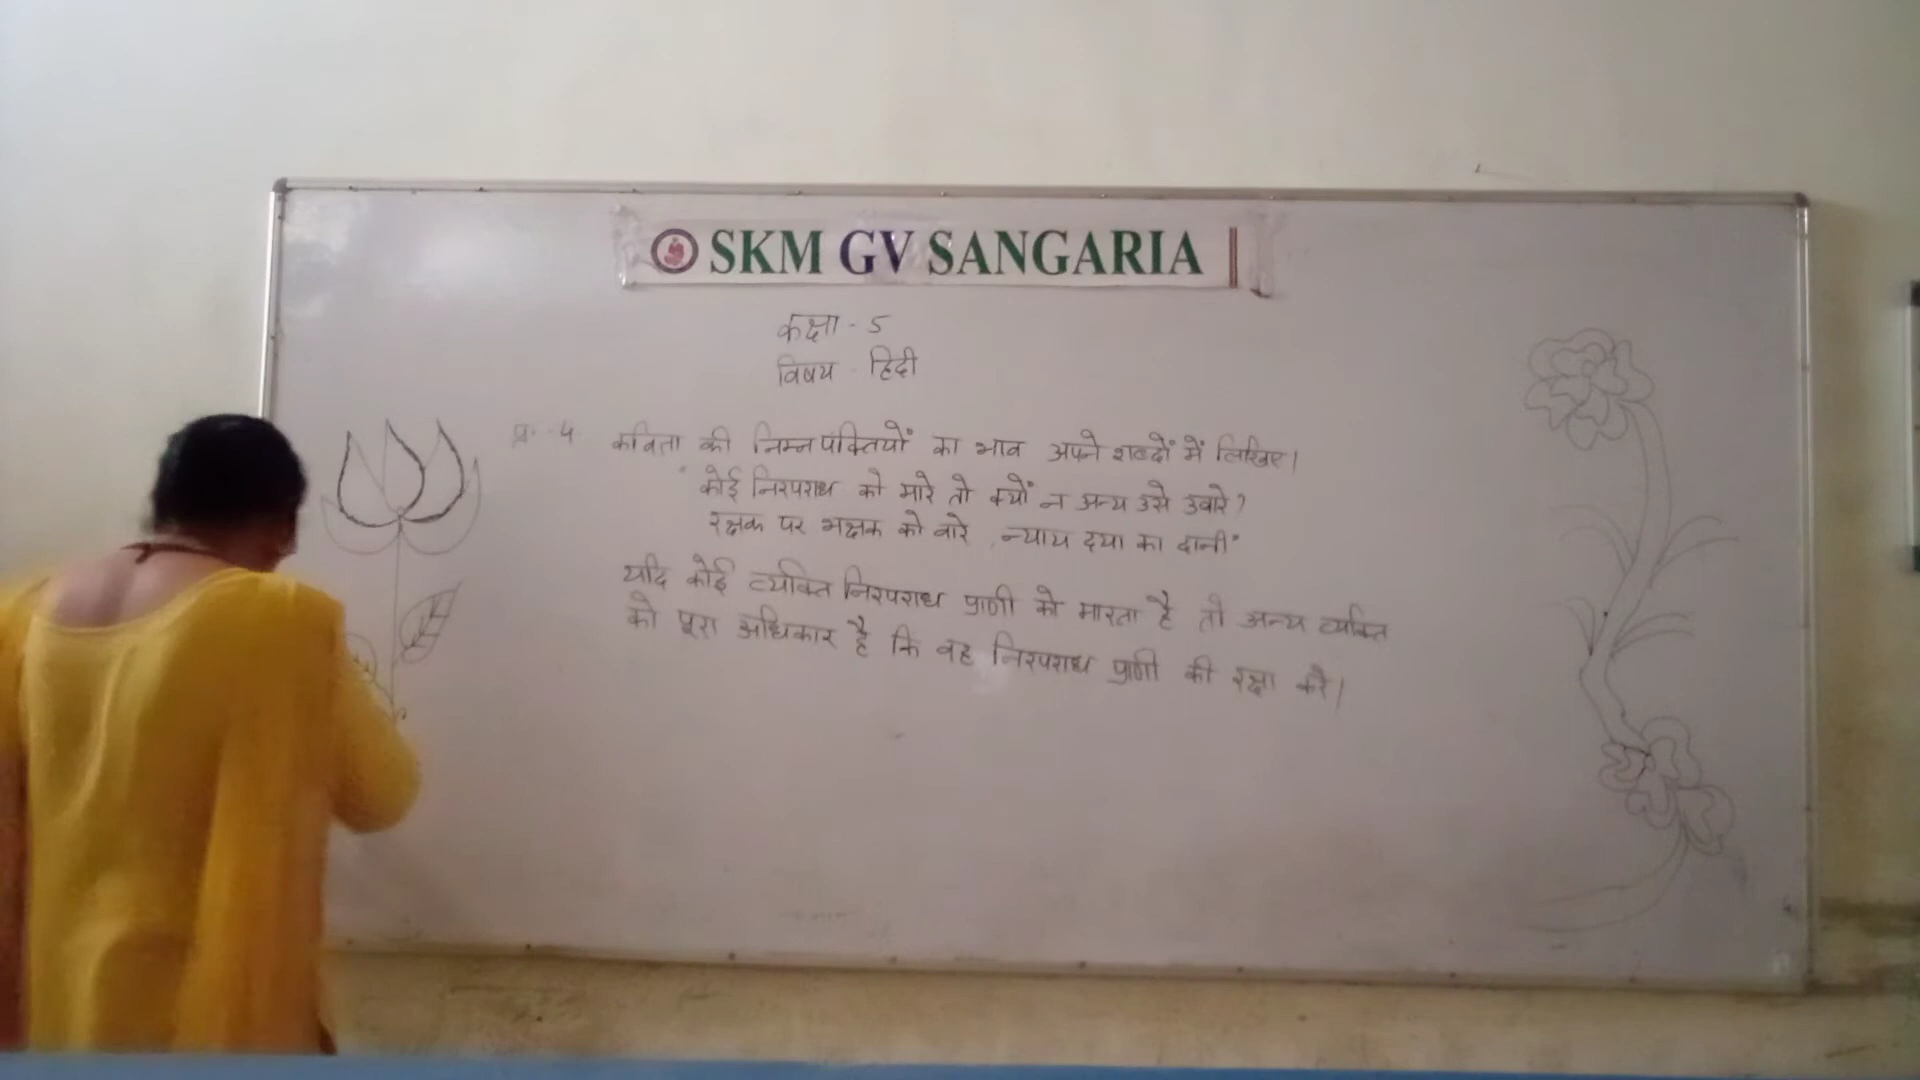 SKM GV SANGARIA
कक्षा - 5
विषय - हिंदी
प्र. - 4 कविता की निम्न पंक्तियों का भाव अपने शब्दों में लिखिए।
"कोई निरपराध को मारे तो क्यों न अन्य उसे उबारे?
रक्षक पर भक्षक को वारे, न्याय दया का दानी"
यदि कोई व्यक्ति निरपराध प्राणी को मारता है तो अन्य व्यक्ति
को पूरा अधिकार है कि वह निरपराध प्राणी की रक्षा करे।